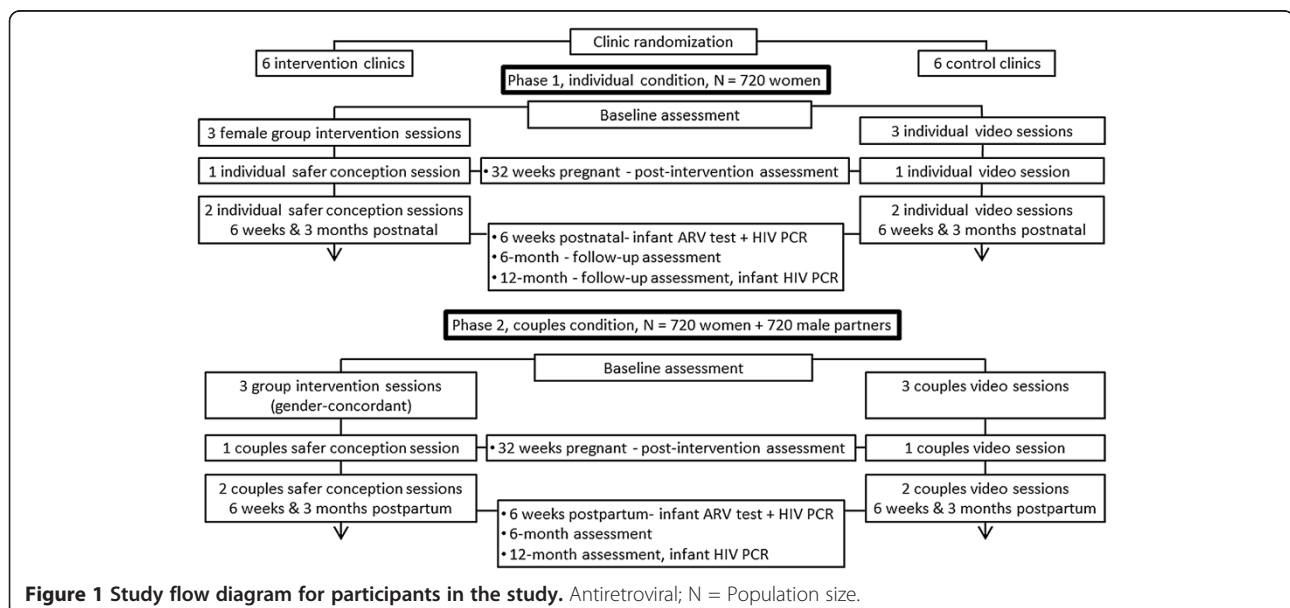 Clinic randomization
6 intervention clinics
6 control clinics
Phase 1, individual condition, N = 720 women
Baseline assessment
3 female group intervention sessions
3 individual video sessions
1 individual safer conception session
• 32 weeks pregnant - post-intervention assessment
1 individual video session
2 individual safer conception sessions
6 weeks & 3 months postnatal
2 individual video sessions
6 weeks & 3 months postnatal
• 6 weeks postnatal- infant ARV test + HIV PCR
• 6-month - follow-up assessment
• 12-month - follow-up assessment, infant HIV PCR
Phase 2, couples condition, N = 720 women + 720 male partners
Baseline assessment
3 group intervention sessions
(gender-concordant)
3 couples video sessions
1 couples safer conception session
• 32 weeks pregnant - post-intervention assessment
1 couples video session
2 couples safer conception sessions
6 weeks & 3 months postpartum
2 couples video sessions
6 weeks & 3 months postpartum
• 6 weeks postpartum- infant ARV test + HIV PCR
• 6-month assessment
• 12-month assessment, infant HIV PCR
Figure 1 Study flow diagram for participants in the study. Antiretroviral; N = Population size.